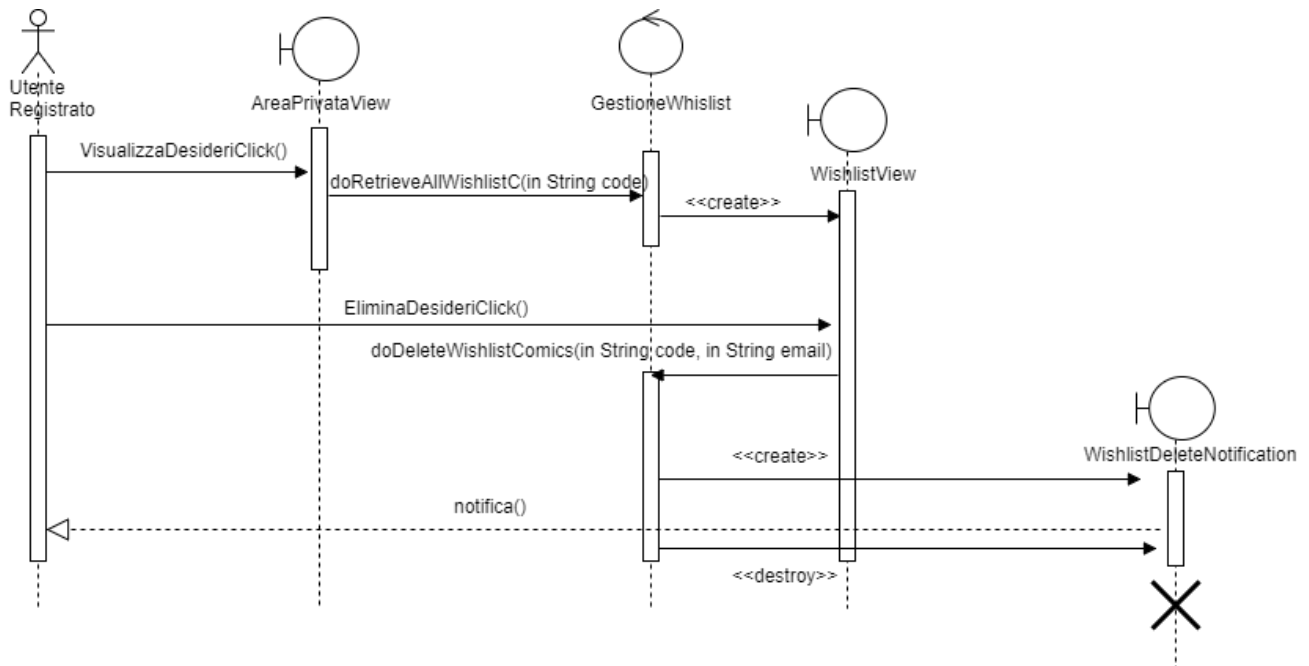 Utente
Registrato
AreaPrivataView
GestioneWhislist
WishlistView
VisualizzaDesideriClick()
doRetrieveAllWishlistC(in String code)
<<create>>
EliminaDesideriClick()
doDeleteWishlistComics(in String code, in String email)
WishlistDeleteNotification
<<create>>
notifica()
<<destroy>>